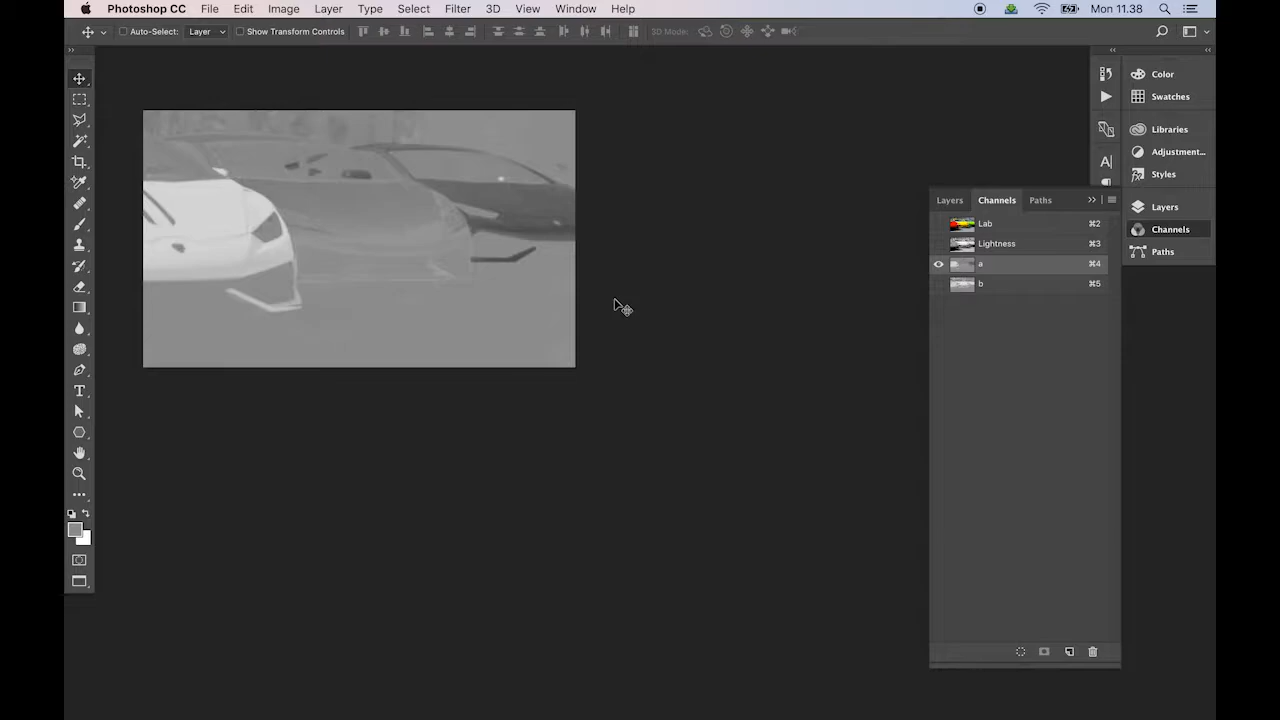 Photoshop CC File Edit Image Layer Type Select Filter 3D View Window Help Mon 11.38
Auto-Select: Layer Show Transform Controls 3D Mode:
Color
Swatches
Libraries
Adjustment...
Styles
Layers
Channels
Paths
Layers Channels Paths
Lab ⌘2
Lightness ⌘3
a ⌘4
b ⌘5